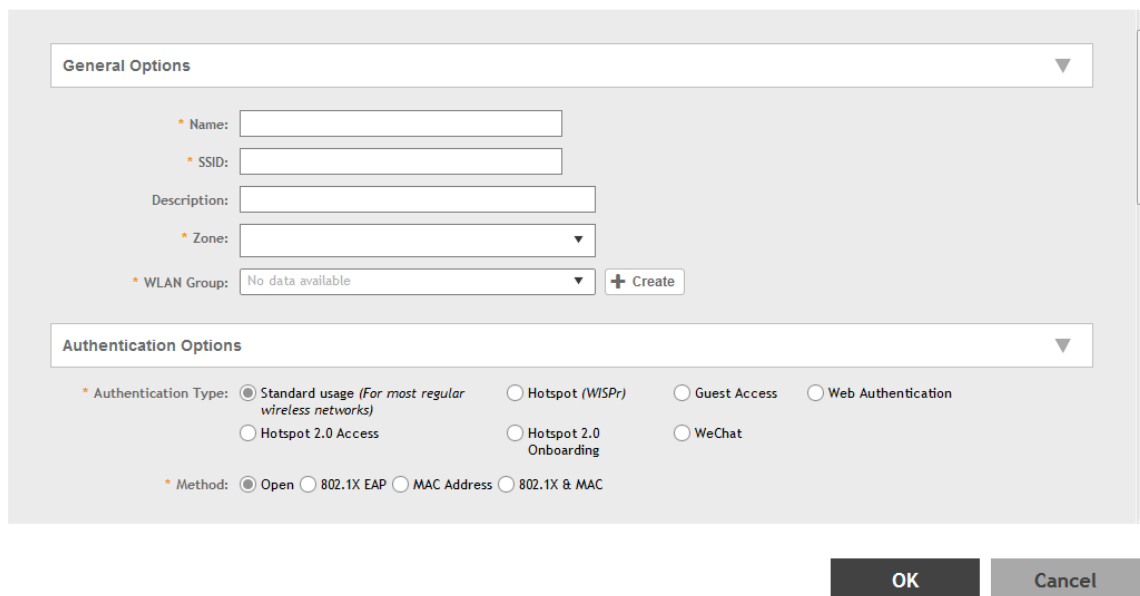 General Options
* Name:
* SSID:
Description:
* Zone:
* WLAN Group: No data available + Create
Authentication Options
* Authentication Type: Standard usage (For most regular wireless networks) Hotspot (WISPr) Guest Access Web Authentication
Hotspot 2.0 Access Hotspot 2.0 Onboarding WeChat
* Method: Open 802.1X EAP MAC Address 802.1X & MAC
OK Cancel